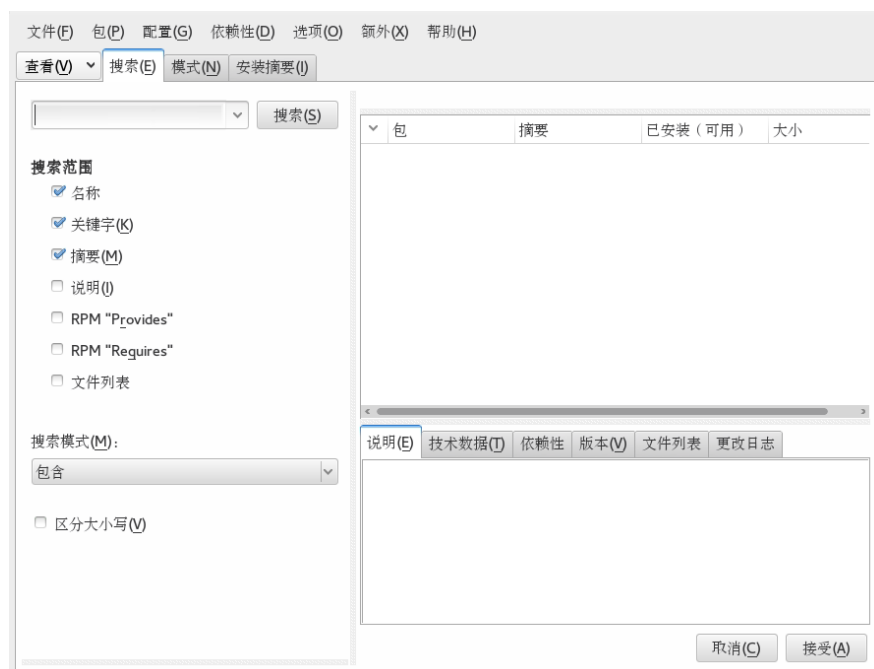 文件(F) 包(P) 配置(G) 依赖性(D) 选项(O) 额外(X) 帮助(H)
查看(V) 搜索(E) 模式(N) 安装摘要(I)
搜索(S)
搜索范围
名称
关键字(K)
摘要(M)
说明(I)
RPM "Provides"
RPM "Requires"
文件列表
搜索模式(M):
包含
区分大小写(V)
包 摘要 已安装（可用） 大小
说明(E) 技术数据(T) 依赖性 版本(V) 文件列表 更改日志
取消(C) 接受(A)